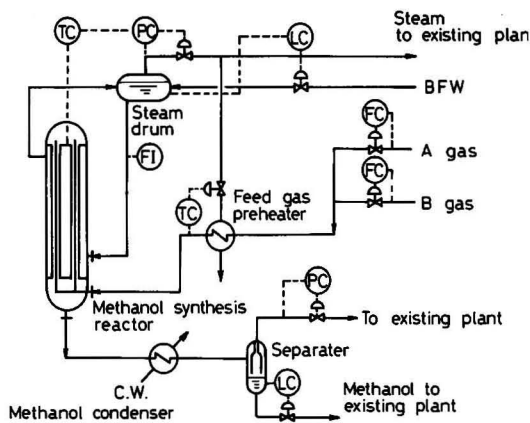 Steam
to existing plan
TC
PC
LC
BFW
Steam
drum
FC
A gas
FI
FC
B gas
TC
Feed gas
preheater
PC
Methanol synthesis
reactor
To existing plant
Separater
C.W.
LC
Methanol condenser
Methanol to
existing plant